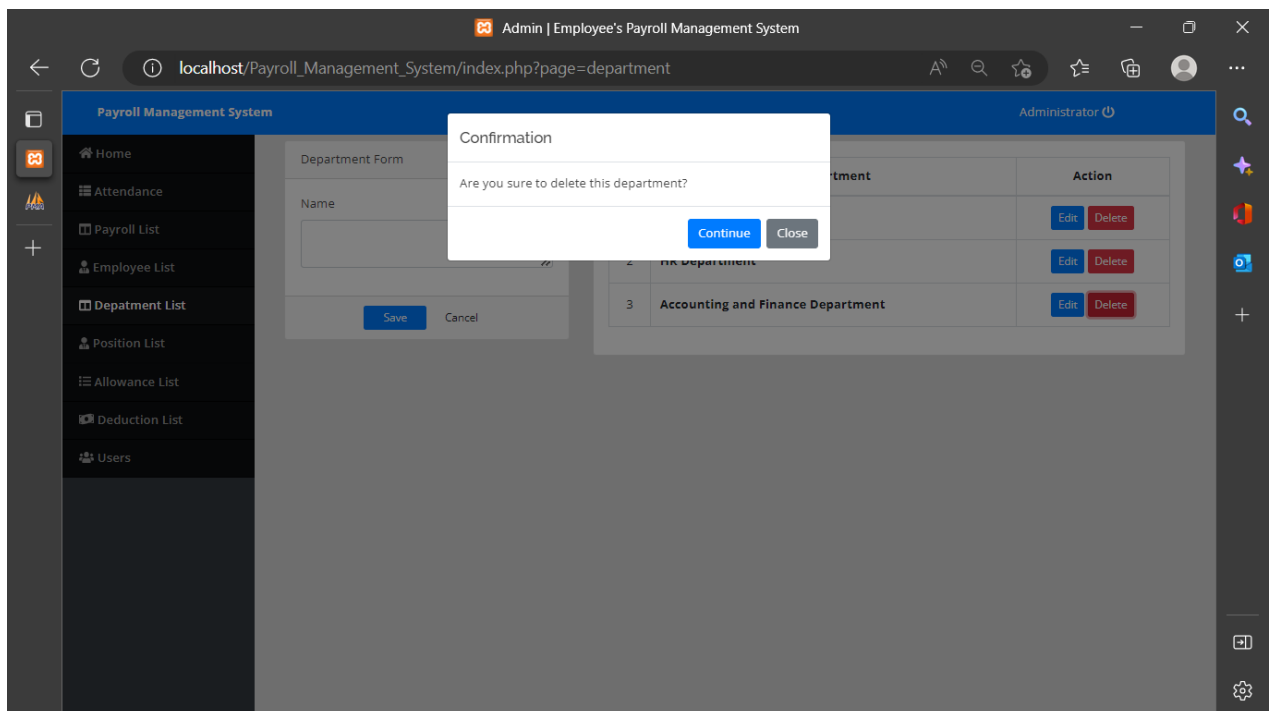 Admin | Employee's Payroll Management System
localhost/Payroll_Management_System/index.php?page=department
Payroll Management System
Administrator
Home
Attendance
Payroll List
Employee List
Depatment List
Position List
Allowance List
Deduction List
Users
Department Form
Name
Save Cancel
Confirmation
Are you sure to delete this department?
Continue Close
Action
Edit Delete
2 HR Department Edit Delete
3 Accounting and Finance Department Edit Delete